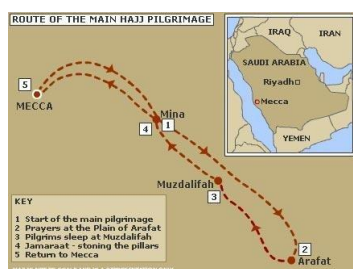 ROUTE OF THE MAIN HAJJ PILGRIMAGE
IRAQ
IRAN
SAUDI ARABIA
Riyadh
Mecca
YEMEN
5
MECCA
Mina
4
1
Muzdalifah
3
2
Arafat
KEY
1 Start of the main pilgrimage
2 Prayers at the Plain of Arafat
3 Pilgrims sleep at Muzdalifah
4 Jamaraat - stoning the pillars
5 Return to Mecca